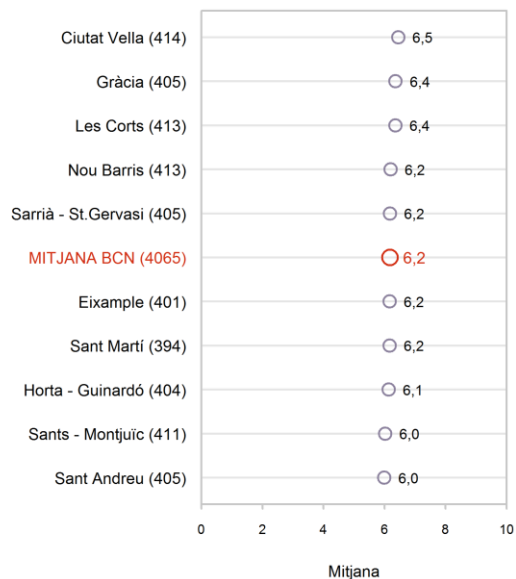 Ciutat Vella (414) 6,5
Gràcia (405) 6,4
Les Corts (413) 6,4
Nou Barris (413) 6,2
Sarrià - St.Gervasi (405) 6,2
MITJANA BCN (4065) 6,2
Eixample (401) 6,2
Sant Martí (394) 6,2
Horta - Guinardó (404) 6,1
Sants - Montjuïc (411) 6,0
Sant Andreu (405) 6,0
0 2 4 6 8 10
Mitjana